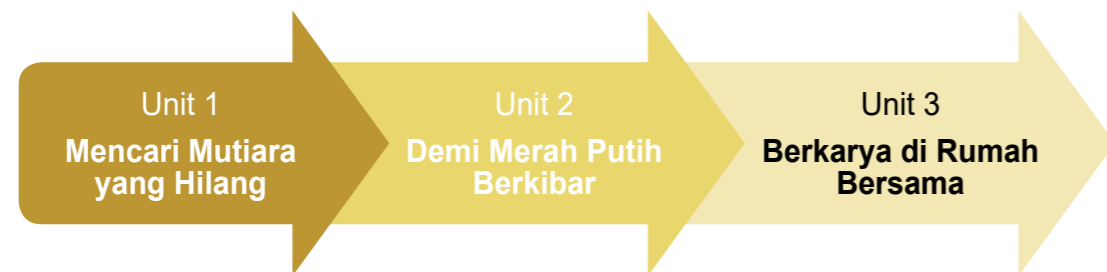 Unit 1
Mencari Mutiara
yang Hilang
Unit 2
Demi Merah Putih
Berkibar
Unit 3
Berkarya di Rumah
Bersama